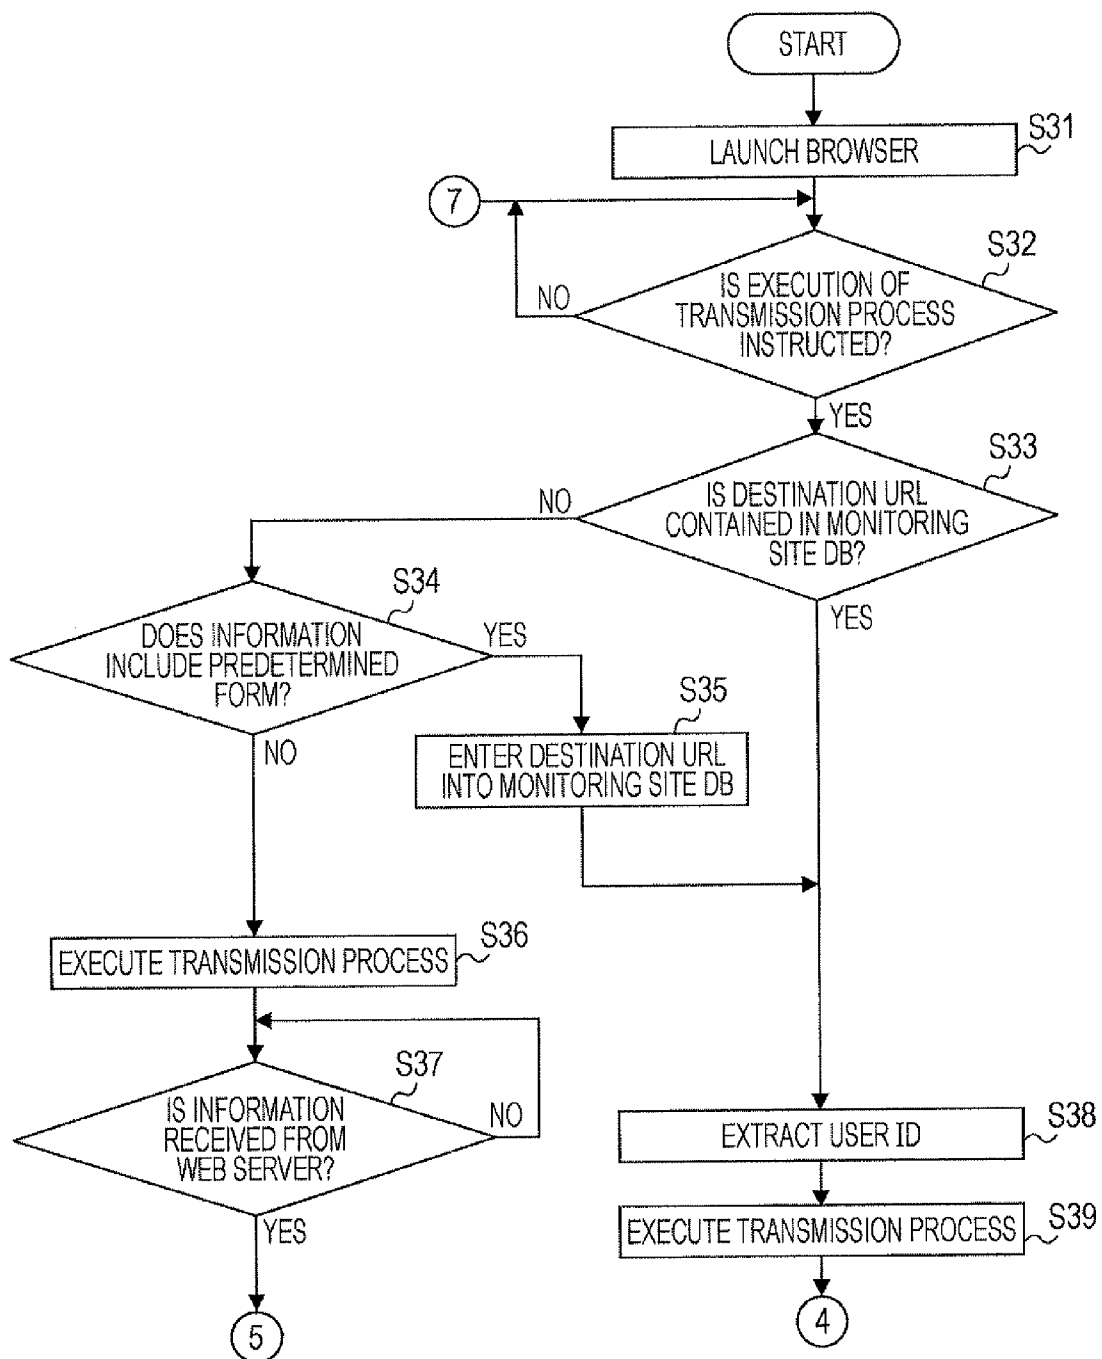 START
S31
LAUNCH BROWSER
7
S32
IS EXECUTION OF
TRANSMISSION PROCESS
INSTRUCTED?
NO
YES
S33
IS DESTINATION URL
CONTAINED IN MONITORING
SITE DB?
NO
YES
S34
DOES INFORMATION
INCLUDE PREDETERMINED
FORM?
YES
NO
S35
ENTER DESTINATION URL
INTO MONITORING SITE DB
S36
EXECUTE TRANSMISSION PROCESS
S37
IS INFORMATION
RECEIVED FROM
WEB SERVER?
NO
YES
5
S38
EXTRACT USER ID
S39
EXECUTE TRANSMISSION PROCESS
4